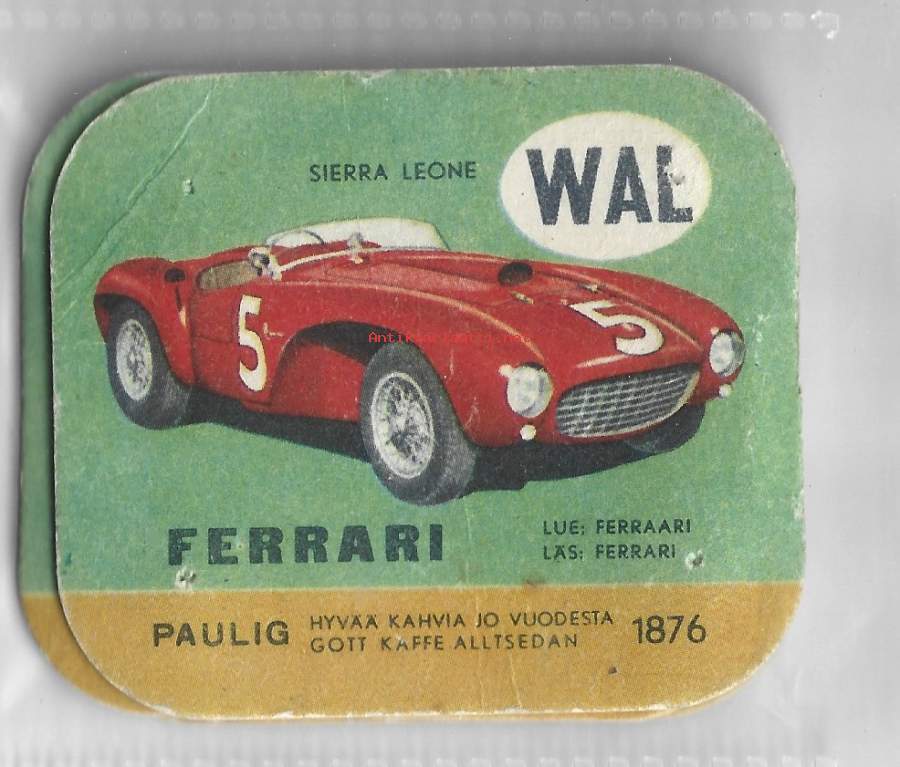 SIERRA LEONE
WAL
5
5
FERRARI
LUE: FERRAARI
LÄS: FERRARI
PAULIG
HYVÄÄ KAHVIA JO VUODESTA
GOTT KAFFE ALLTSEDAN
1876